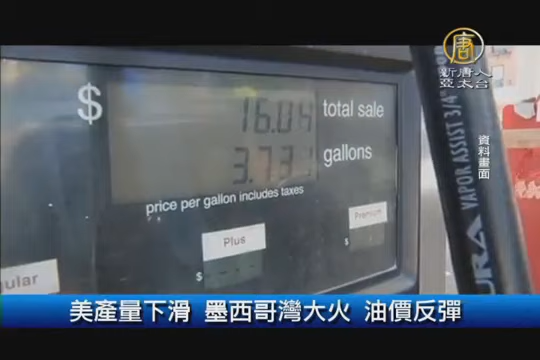 唐
新唐人
亞太台
資料畫面
$
16.04 total sale
gallons
price per gallon includes taxes
Plus
$
Premium
VAPOR ASSIST 3/4"
美產量下滑 墨西哥灣大火 油價反彈